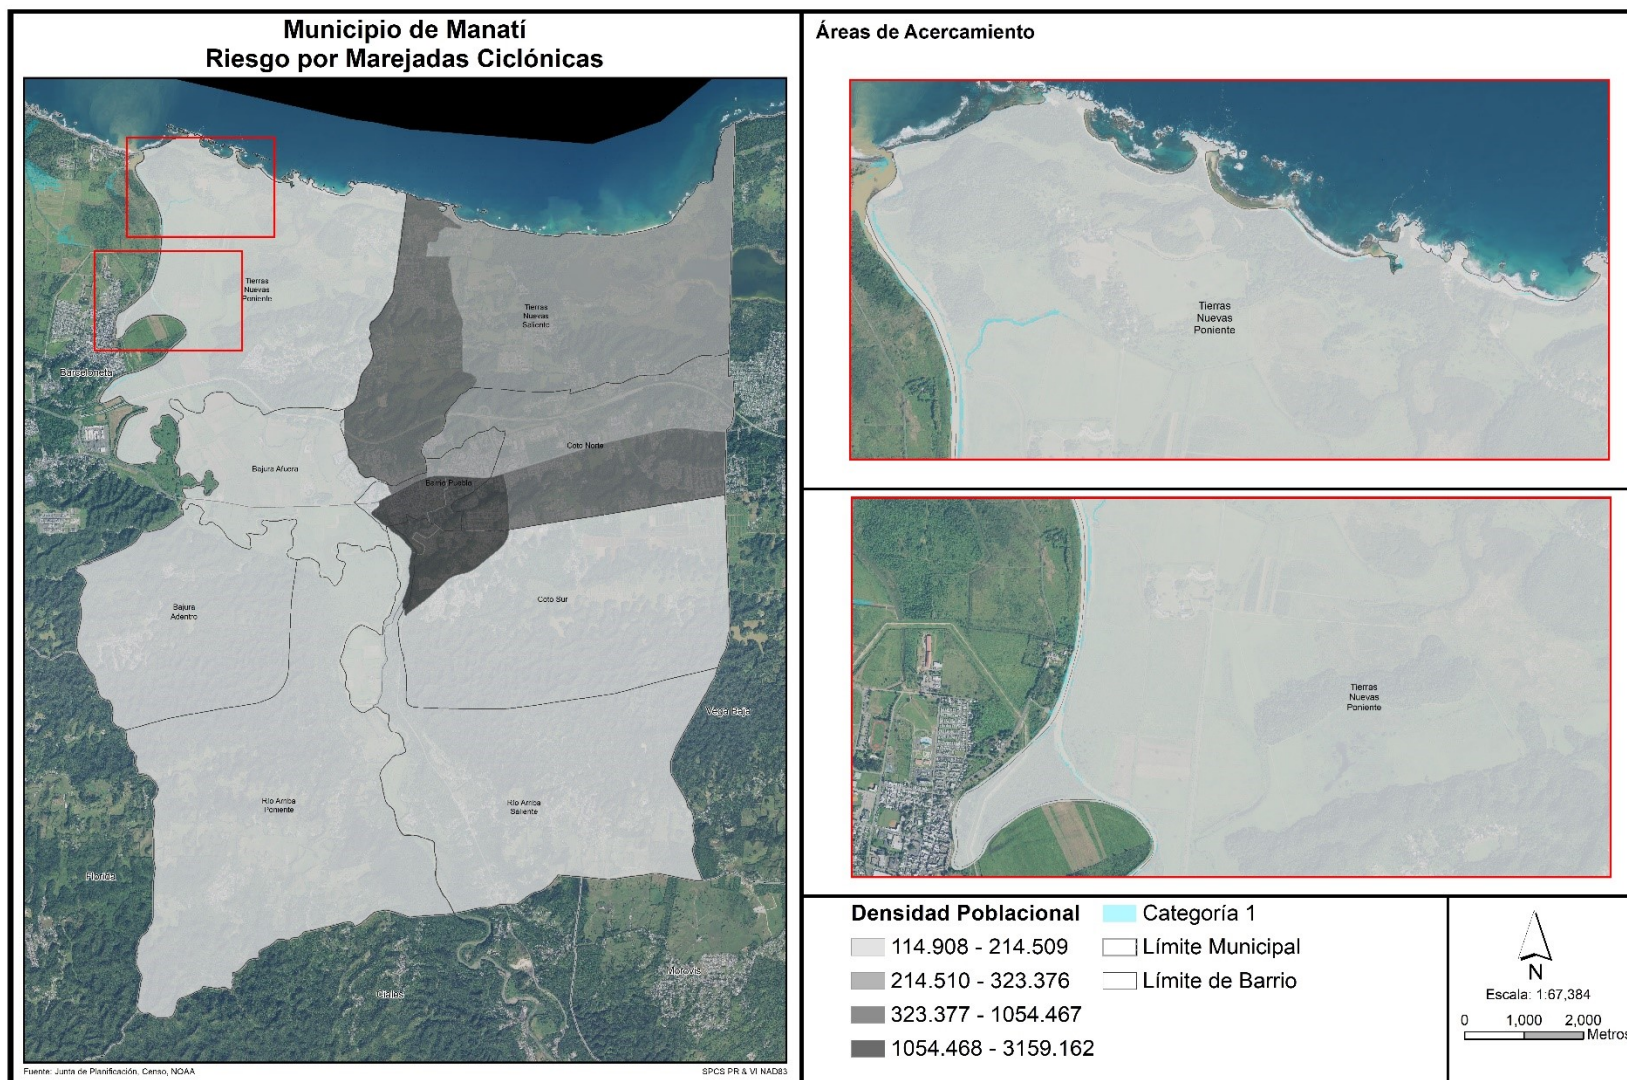 Municipio de Manatí
Riesgo por Marejadas Ciclónicas
Tierras
Nuevas
Poniente
Tierras
Nuevas
Saliente
Barceloneta
Coto Norte
Bajura Afuera
Barrio Pueblo
Bajura
Adentro
Coto Sur
Vega Baja
Río Arriba
Poniente
Río Arriba
Saliente
Florida
Morovis
Ciales
Fuente: Junta de Planificación, Censo, NOAA
SPCS PR & VI NAD83
Áreas de Acercamiento
Tierras
Nuevas
Poniente
Tierras
Nuevas
Poniente
Densidad Poblacional
114.908 - 214.509
214.510 - 323.376
323.377 - 1054.467
1054.468 - 3159.162
Categoría 1
Límite Municipal
Límite de Barrio
N
Escala: 1:67,384
0 1,000 2,000
Metros